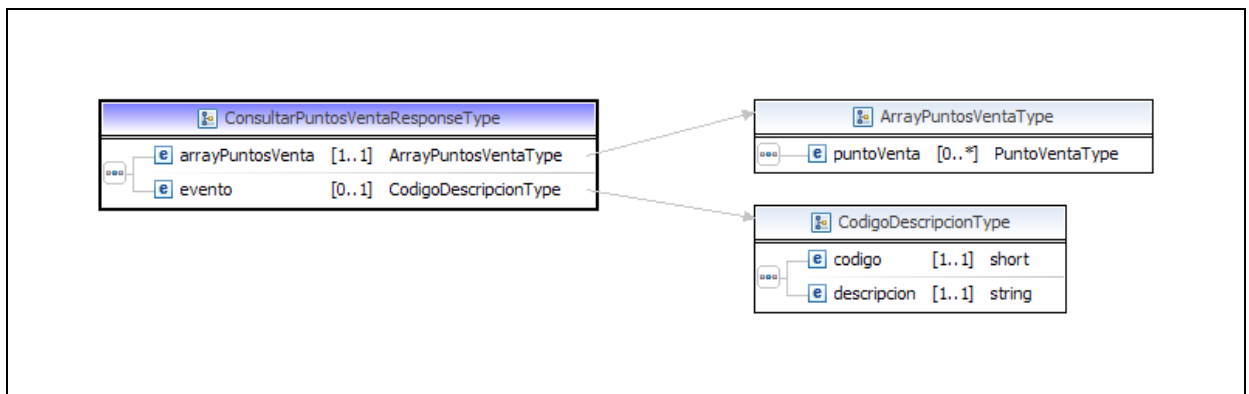 ConsultarPuntosVentaResponseType
e arrayPuntosVenta [1..1] ArrayPuntosVentaType
e evento [0..1] CodigoDescripcionType
ArrayPuntosVentaType
e puntoVenta [0..*] PuntoVentaType
CodigoDescripcionType
e codigo [1..1] short
e descripcion [1..1] string